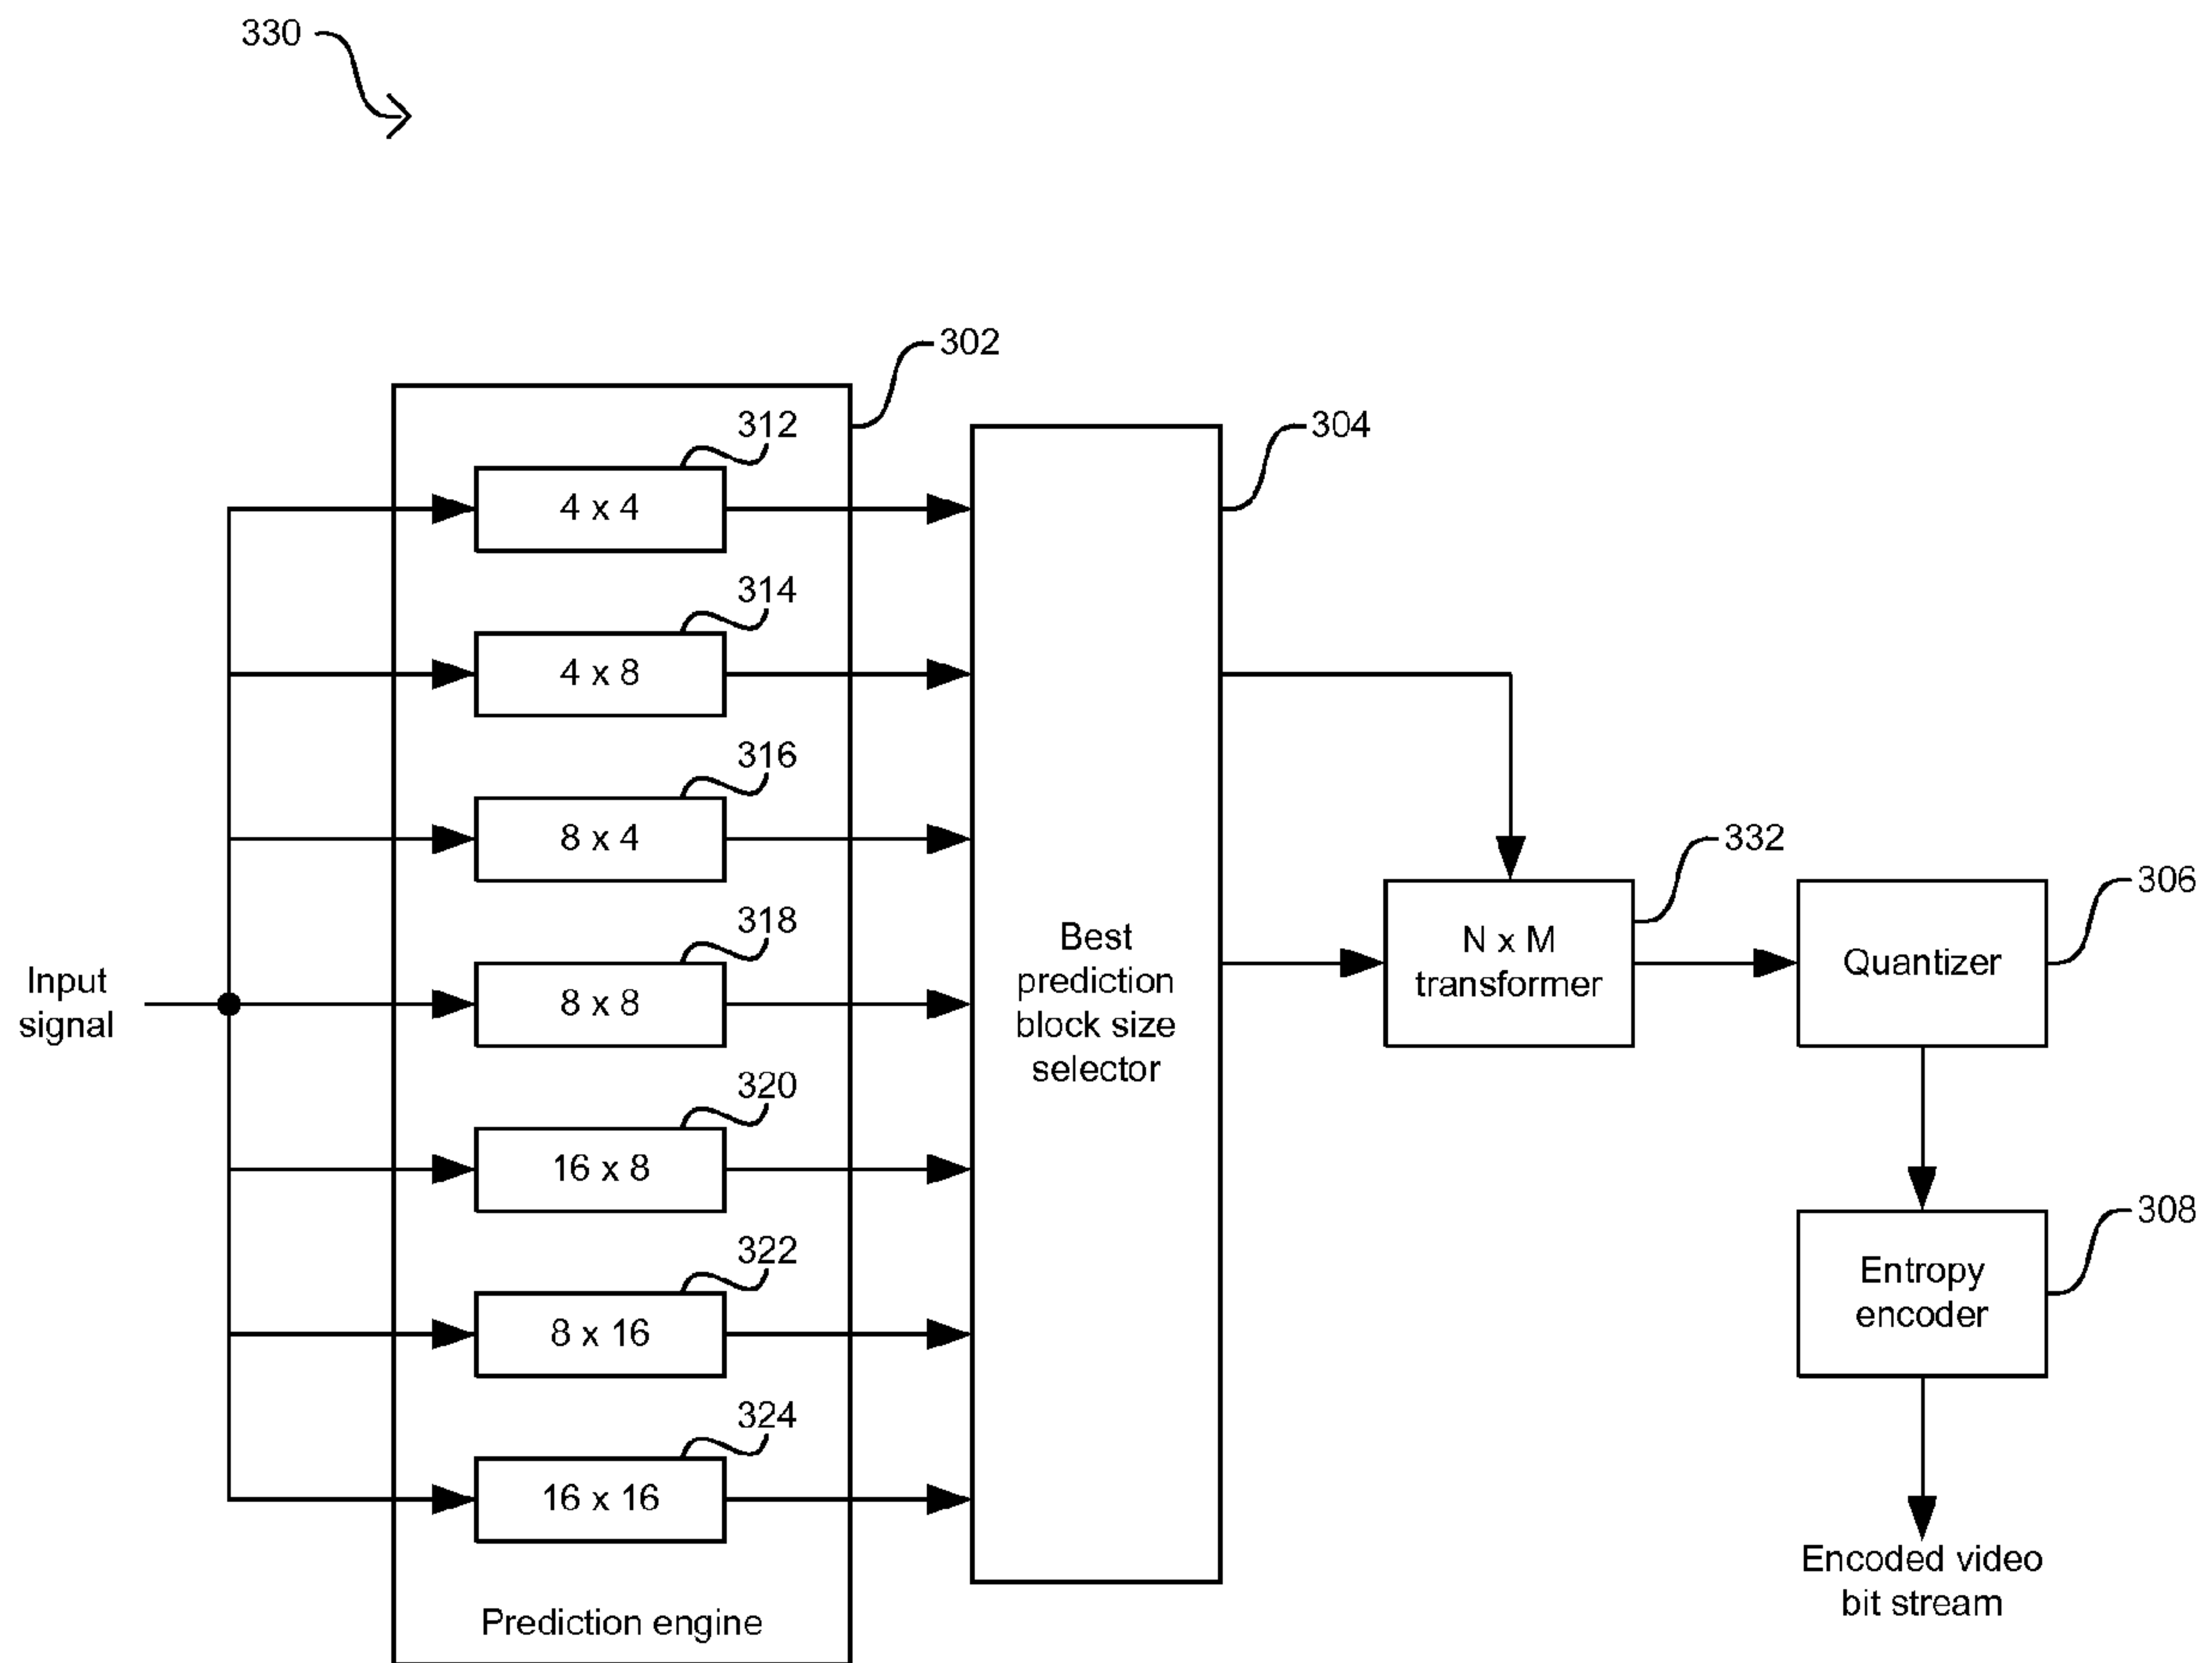 330
302
312
304
4 x 4
314
4 x 8
316
8 x 4
332
318
306
Best
prediction
block size
selector
N x M
transformer
Quantizer
Input
signal
8 x 8
320
16 x 8
308
322
Entropy
encoder
8 x 16
324
16 x 16
Encoded video
bit stream
Prediction engine